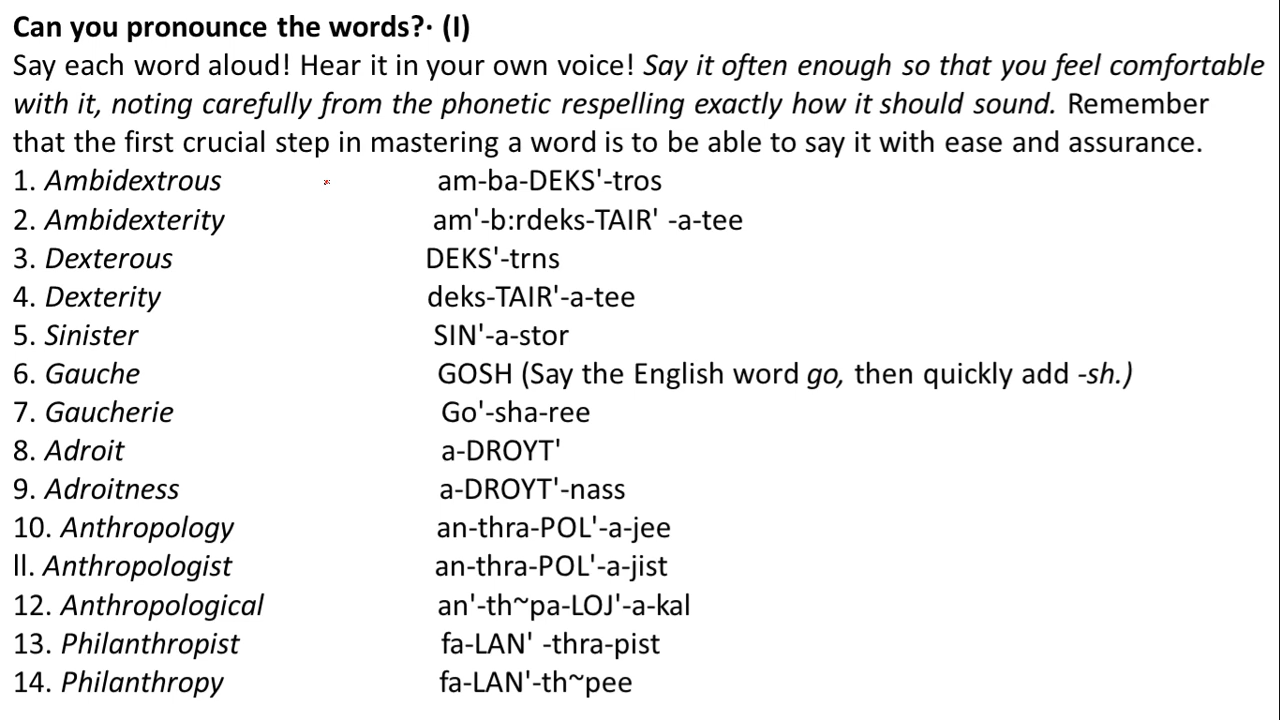 Can you pronounce the words?· (I)
Say each word aloud! Hear it in your own voice! Say it often enough so that you feel comfortable
with it, noting carefully from the phonetic respelling exactly how it should sound. Remember
that the first crucial step in mastering a word is to be able to say it with ease and assurance.
1. Ambidextrous am-ba-DEKS'-tros
2. Ambidexterity am'-b:rdeks-TAIR' -a-tee
3. Dexterous DEKS'-trns
4. Dexterity deks-TAIR'-a-tee
5. Sinister SIN'-a-stor
6. Gauche GOSH (Say the English word go, then quickly add -sh.)
7. Gaucherie Go'-sha-ree
8. Adroit a-DROYT'
9. Adroitness a-DROYT'-nass
10. Anthropology an-thra-POL'-a-jee
ll. Anthropologist an-thra-POL'-a-jist
12. Anthropological an'-th~pa-LOJ'-a-kal
13. Philanthropist fa-LAN' -thra-pist
14. Philanthropy fa-LAN'-th~pee